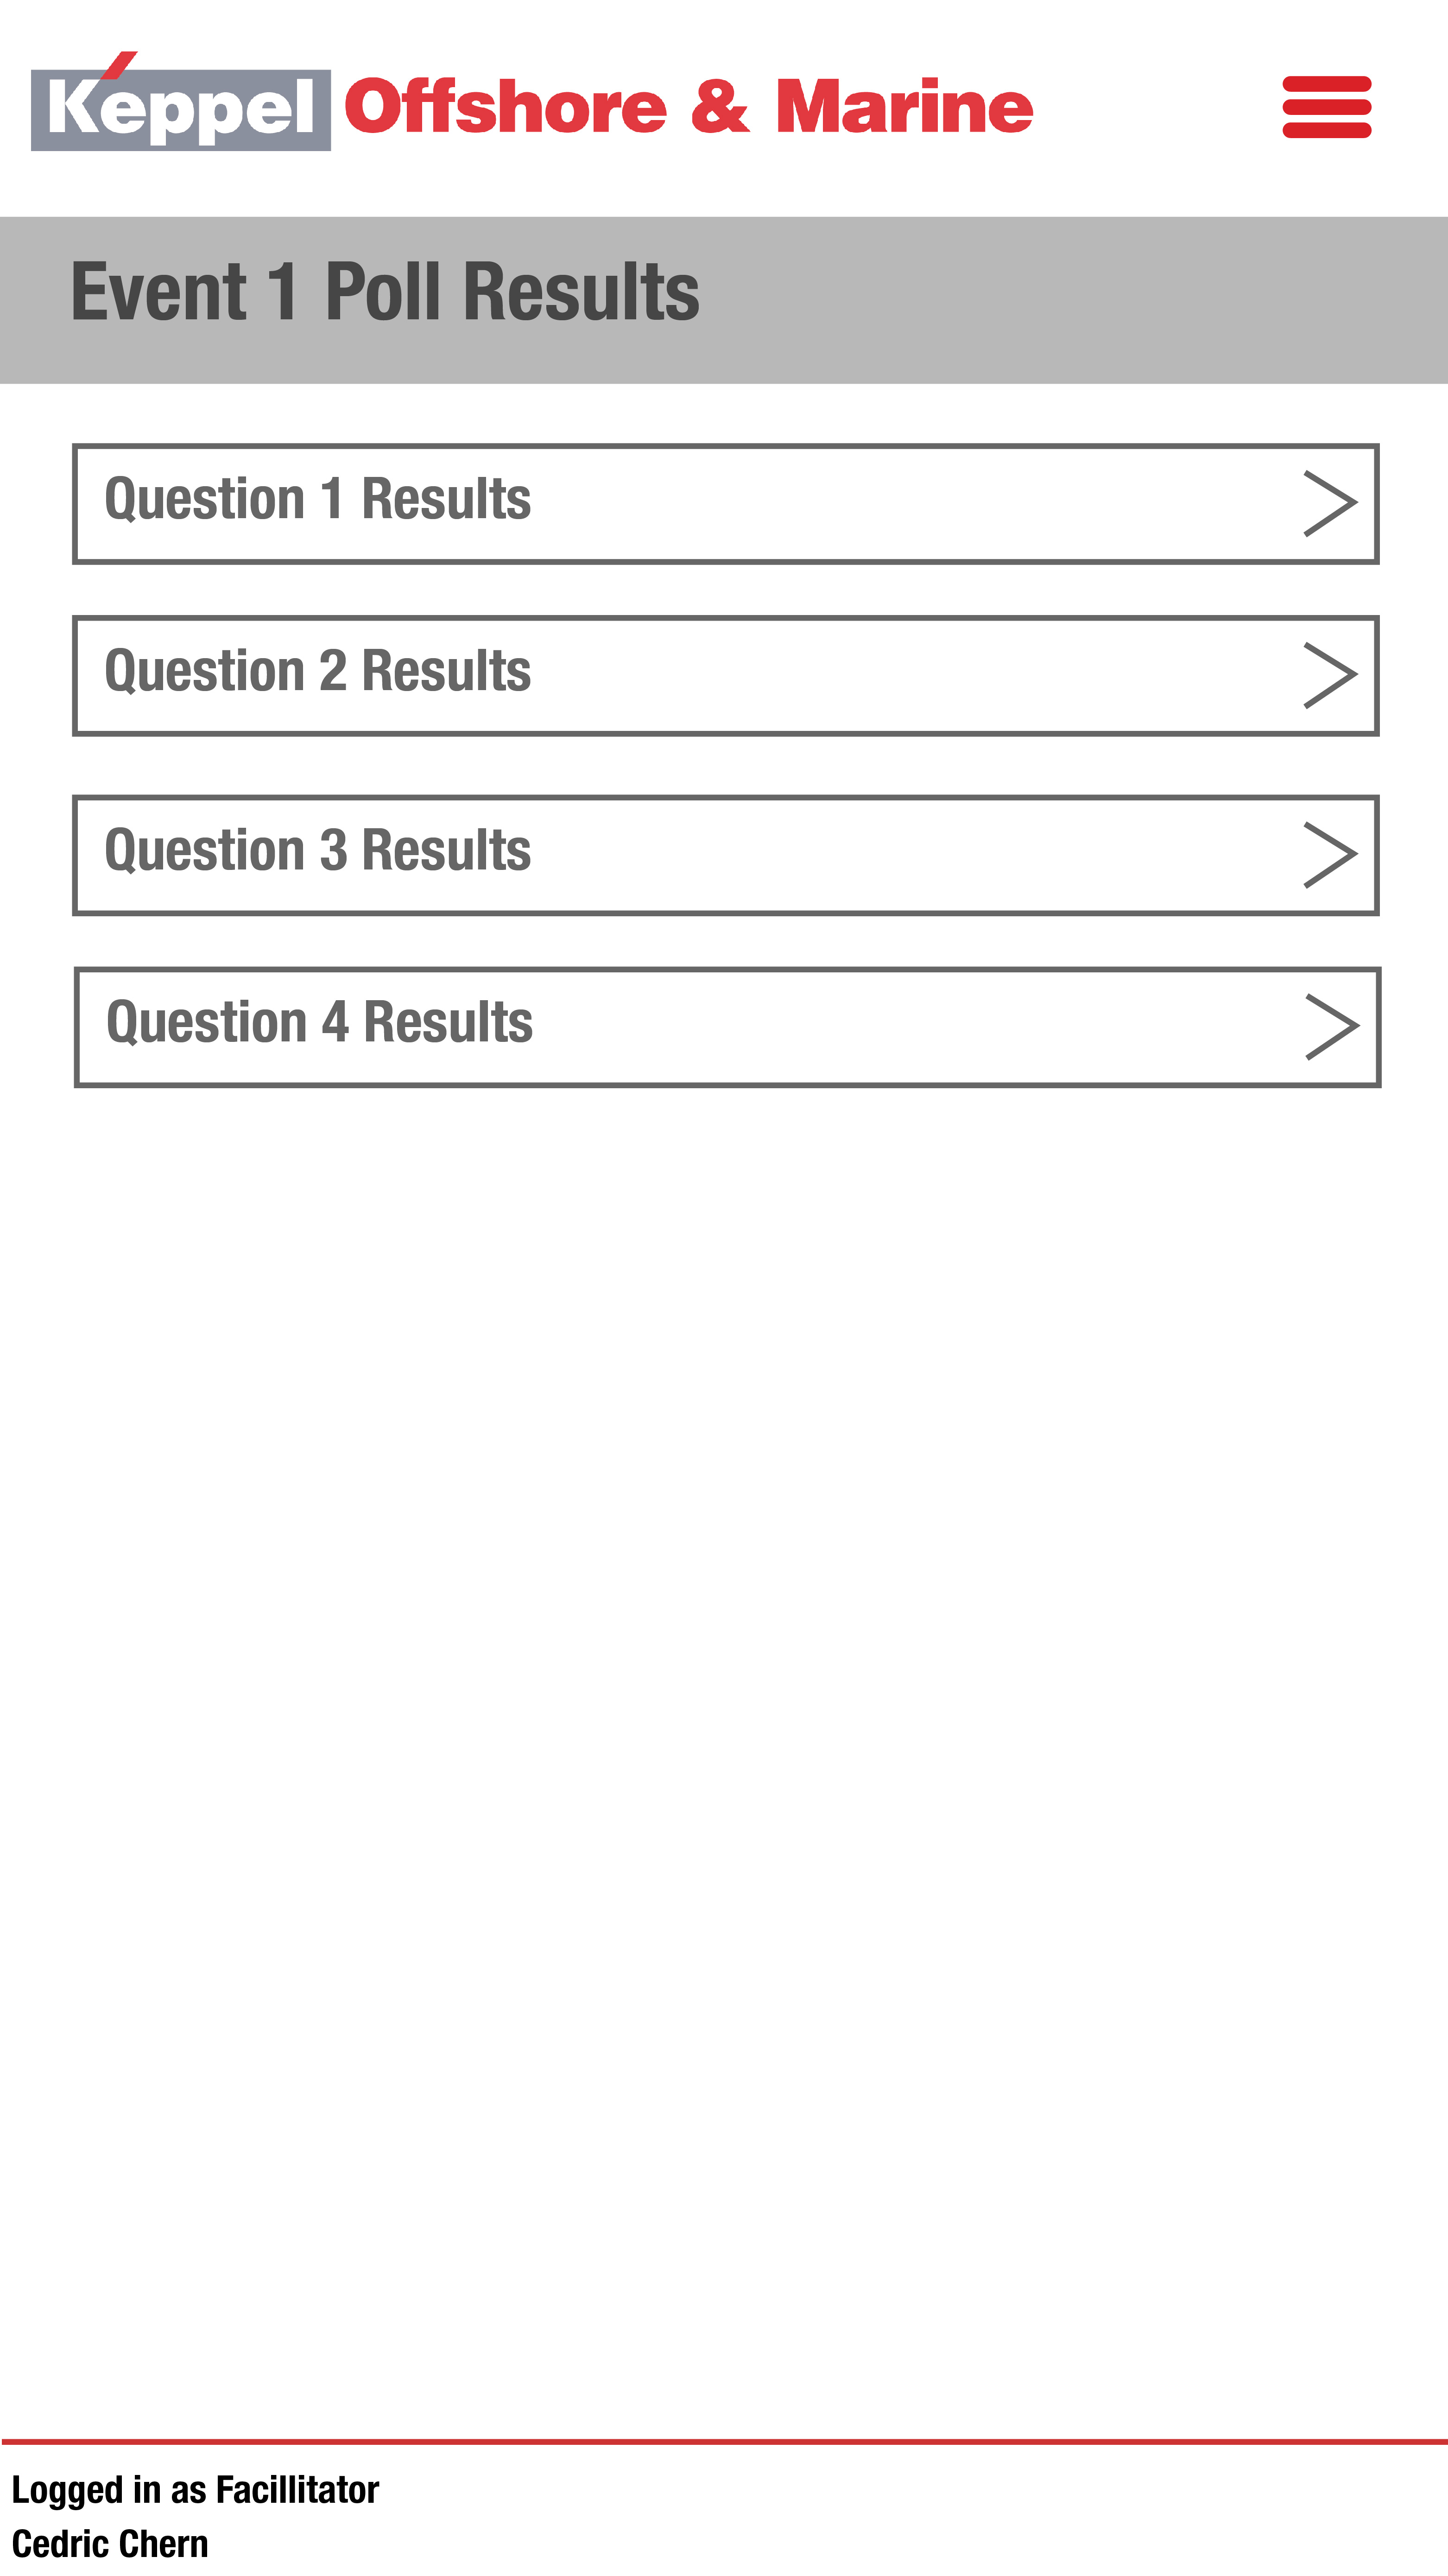 Keppel Offshore & Marine
Event 1 Poll Results
Question 1 Results
Question 2 Results
Question 3 Results
Question 4 Results
Logged in as Facillitator
Cedric Chern